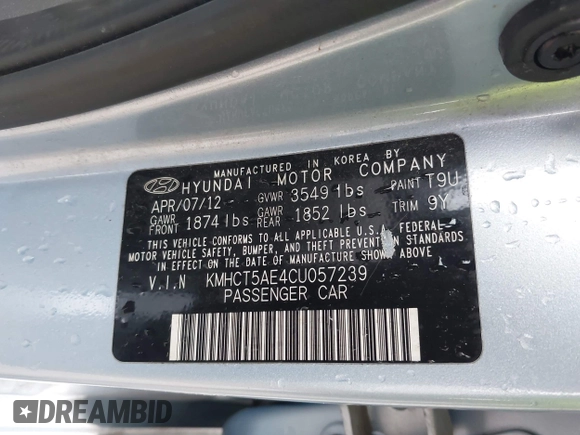 MANUFACTURED IN KOREA BY
HYUNDAI MOTOR COMPANY
APR/07/12 GVWR 3549 lbs PAINT T9U
GAWR FRONT 1874 lbs GAWR REAR 1852 lbs TRIM 9Y
THIS VEHICLE CONFORMS TO ALL APPLICABLE U.S.A. FEDERAL
MOTOR VEHICLE SAFETY, BUMPER, AND THEFT PREVENTION STANDARDS
IN EFFECT ON THE DATE OF MANUFACTURE SHOWN ABOVE
V.I.N KMHCT5AE4CU057239
PASSENGER CAR
DREAMBID